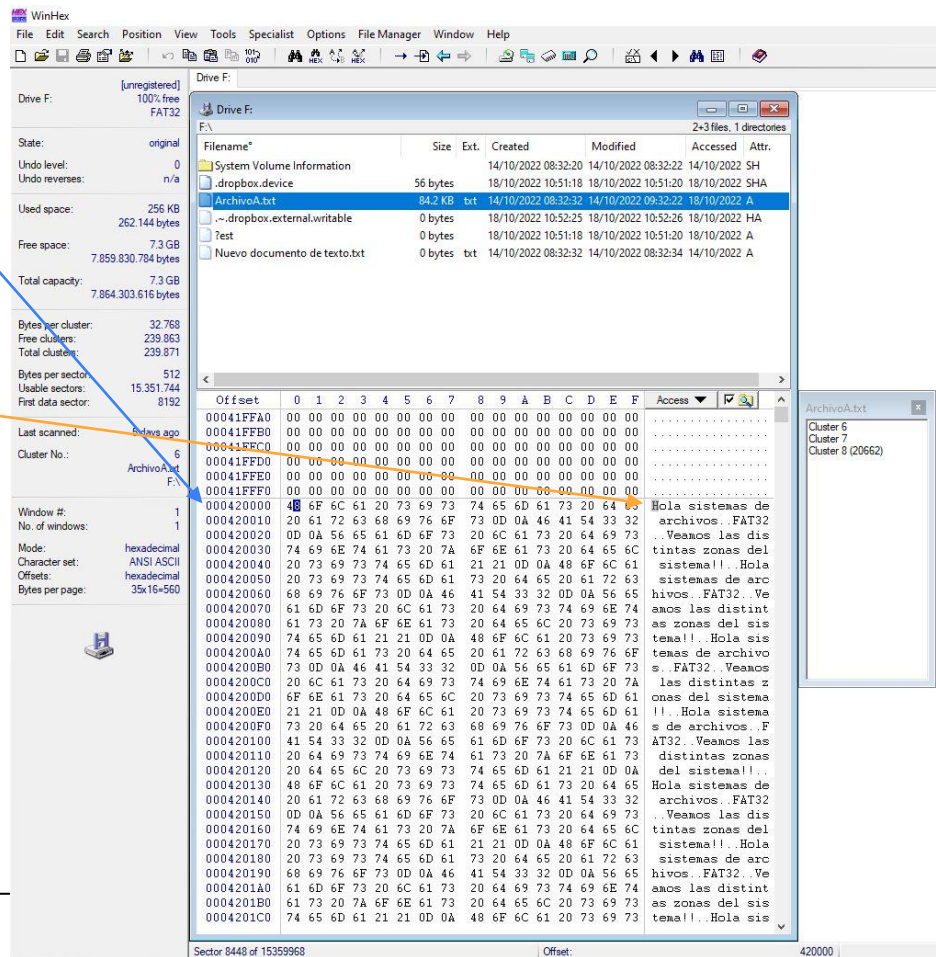 WinHex
File Edit Search Position View Tools Specialist Options File Manager Window Help
[unregistered]
Drive F: 100% free
FAT32
State: original
Undo level: 0
Undo reverses: n/a
Used space: 256 KB
262.144 bytes
Free space: 7.3 GB
7.859.830.784 bytes
Total capacity: 7.3 GB
7.864.303.616 bytes
Bytes per cluster: 32.768
Free clusters: 239.863
Total clusters: 239.871
Bytes per sector: 512
Usable sectors: 15.351.744
First data sector: 8192
Last scanned: 5 days ago
Cluster No.: 6
ArchivoA.txt
F:\
Window #: 1
No. of windows: 1
Mode: hexadecimal
Character set: ANSI ASCII
Offsets: hexadecimal
Bytes per page: 35x16=560
Drive F:
Drive F:
F:\ 2+3 files, 1 directories
Filename Size Ext. Created Modified Accessed Attr.
System Volume Information 14/10/2022 08:32:20 14/10/2022 08:32:22 14/10/2022 SH
.dropbox.device 56 bytes 18/10/2022 10:51:18 18/10/2022 10:51:20 18/10/2022 SHA
ArchivoA.txt 84.2 KB txt 14/10/2022 08:32:32 14/10/2022 09:32:22 18/10/2022 A
.~.dropbox.external.writable 0 bytes 18/10/2022 10:52:25 18/10/2022 10:52:26 18/10/2022 HA
?est 0 bytes 18/10/2022 10:51:18 18/10/2022 10:51:20 18/10/2022 A
Nuevo documento de texto.txt 0 bytes txt 14/10/2022 08:32:32 14/10/2022 08:32:34 14/10/2022 A
Offset 0 1 2 3 4 5 6 7 8 9 A B C D E F Access
00041FFA0 00 00 00 00 00 00 00 00 00 00 00 00 00 00 00 00 ................
00041FFB0 00 00 00 00 00 00 00 00 00 00 00 00 00 00 00 00 ................
00041FFC0 00 00 00 00 00 00 00 00 00 00 00 00 00 00 00 00 ................
00041FFD0 00 00 00 00 00 00 00 00 00 00 00 00 00 00 00 00 ................
00041FFE0 00 00 00 00 00 00 00 00 00 00 00 00 00 00 00 00 ................
00041FFF0 00 00 00 00 00 00 00 00 00 00 00 00 00 00 00 00 ................
000420000 48 6F 6C 61 20 73 69 73 74 65 6D 61 73 20 64 65 Hola sistemas de
000420010 20 61 72 63 68 69 76 6F 73 0D 0A 46 41 54 33 32 archivos..FAT32
000420020 0D 0A 56 65 61 6D 6F 73 20 6C 61 73 20 64 69 73 ..Veamos las dis
000420030 74 69 6E 74 61 73 20 7A 6F 6E 61 73 20 64 65 6C tintas zonas del
000420040 20 73 69 73 74 65 6D 61 21 21 0D 0A 48 6F 6C 61 sistema!!..Hola
000420050 20 73 69 73 74 65 6D 61 73 20 64 65 20 61 72 63 sistemas de arc
000420060 68 69 76 6F 73 0D 0A 46 41 54 33 32 0D 0A 56 65 hivos..FAT32..Ve
000420070 61 6D 6F 73 20 6C 61 73 20 64 69 73 74 69 6E 74 amos las distint
000420080 61 73 20 7A 6F 6E 61 73 20 64 65 6C 20 73 69 73 as zonas del sis
000420090 74 65 6D 61 21 21 0D 0A 48 6F 6C 61 20 73 69 73 tema!!..Hola sis
0004200A0 74 65 6D 61 73 20 64 65 20 61 72 63 68 69 76 6F temas de archivo
0004200B0 73 0D 0A 46 41 54 33 32 0D 0A 56 65 61 6D 6F 73 s..FAT32..Veamos
0004200C0 20 6C 61 73 20 64 69 73 74 69 6E 74 61 73 20 7A las distintas z
0004200D0 6F 6E 61 73 20 64 65 6C 20 73 69 73 74 65 6D 61 onas del sistema
0004200E0 21 21 0D 0A 48 6F 6C 61 20 73 69 73 74 65 6D 61 !!..Hola sistema
0004200F0 73 20 64 65 20 61 72 63 68 69 76 6F 73 0D 0A 46 s de archivos..F
000420100 41 54 33 32 0D 0A 56 65 61 6D 6F 73 20 6C 61 73 AT32..Veamos las
000420110 20 64 69 73 74 69 6E 74 61 73 20 7A 6F 6E 61 73 distintas zonas
000420120 20 64 65 6C 20 73 69 73 74 65 6D 61 21 21 0D 0A del sistema!!..
000420130 48 6F 6C 61 20 73 69 73 74 65 6D 61 73 20 64 65 Hola sistemas de
000420140 20 61 72 63 68 69 76 6F 73 0D 0A 46 41 54 33 32 archivos..FAT32
000420150 0D 0A 56 65 61 6D 6F 73 20 6C 61 73 20 64 69 73 ..Veamos las dis
000420160 74 69 6E 74 61 73 20 7A 6F 6E 61 73 20 64 65 6C tintas zonas del
000420170 20 73 69 73 74 65 6D 61 21 21 0D 0A 48 6F 6C 61 sistema!!..Hola
000420180 20 73 69 73 74 65 6D 61 73 20 64 65 20 61 72 63 sistemas de arc
000420190 68 69 76 6F 73 0D 0A 46 41 54 33 32 0D 0A 56 65 hivos..FAT32..Ve
0004201A0 61 6D 6F 73 20 6C 61 73 20 64 69 73 74 69 6E 74 amos las distint
0004201B0 61 73 20 7A 6F 6E 61 73 20 64 65 6C 20 73 69 73 as zonas del sis
0004201C0 74 65 6D 61 21 21 0D 0A 48 6F 6C 61 20 73 69 73 tema!!..Hola sis
Sector 8448 of 15359968 Offset: 420000
ArchivoA.txt
Cluster 6
Cluster 7
Cluster 8 (20662)